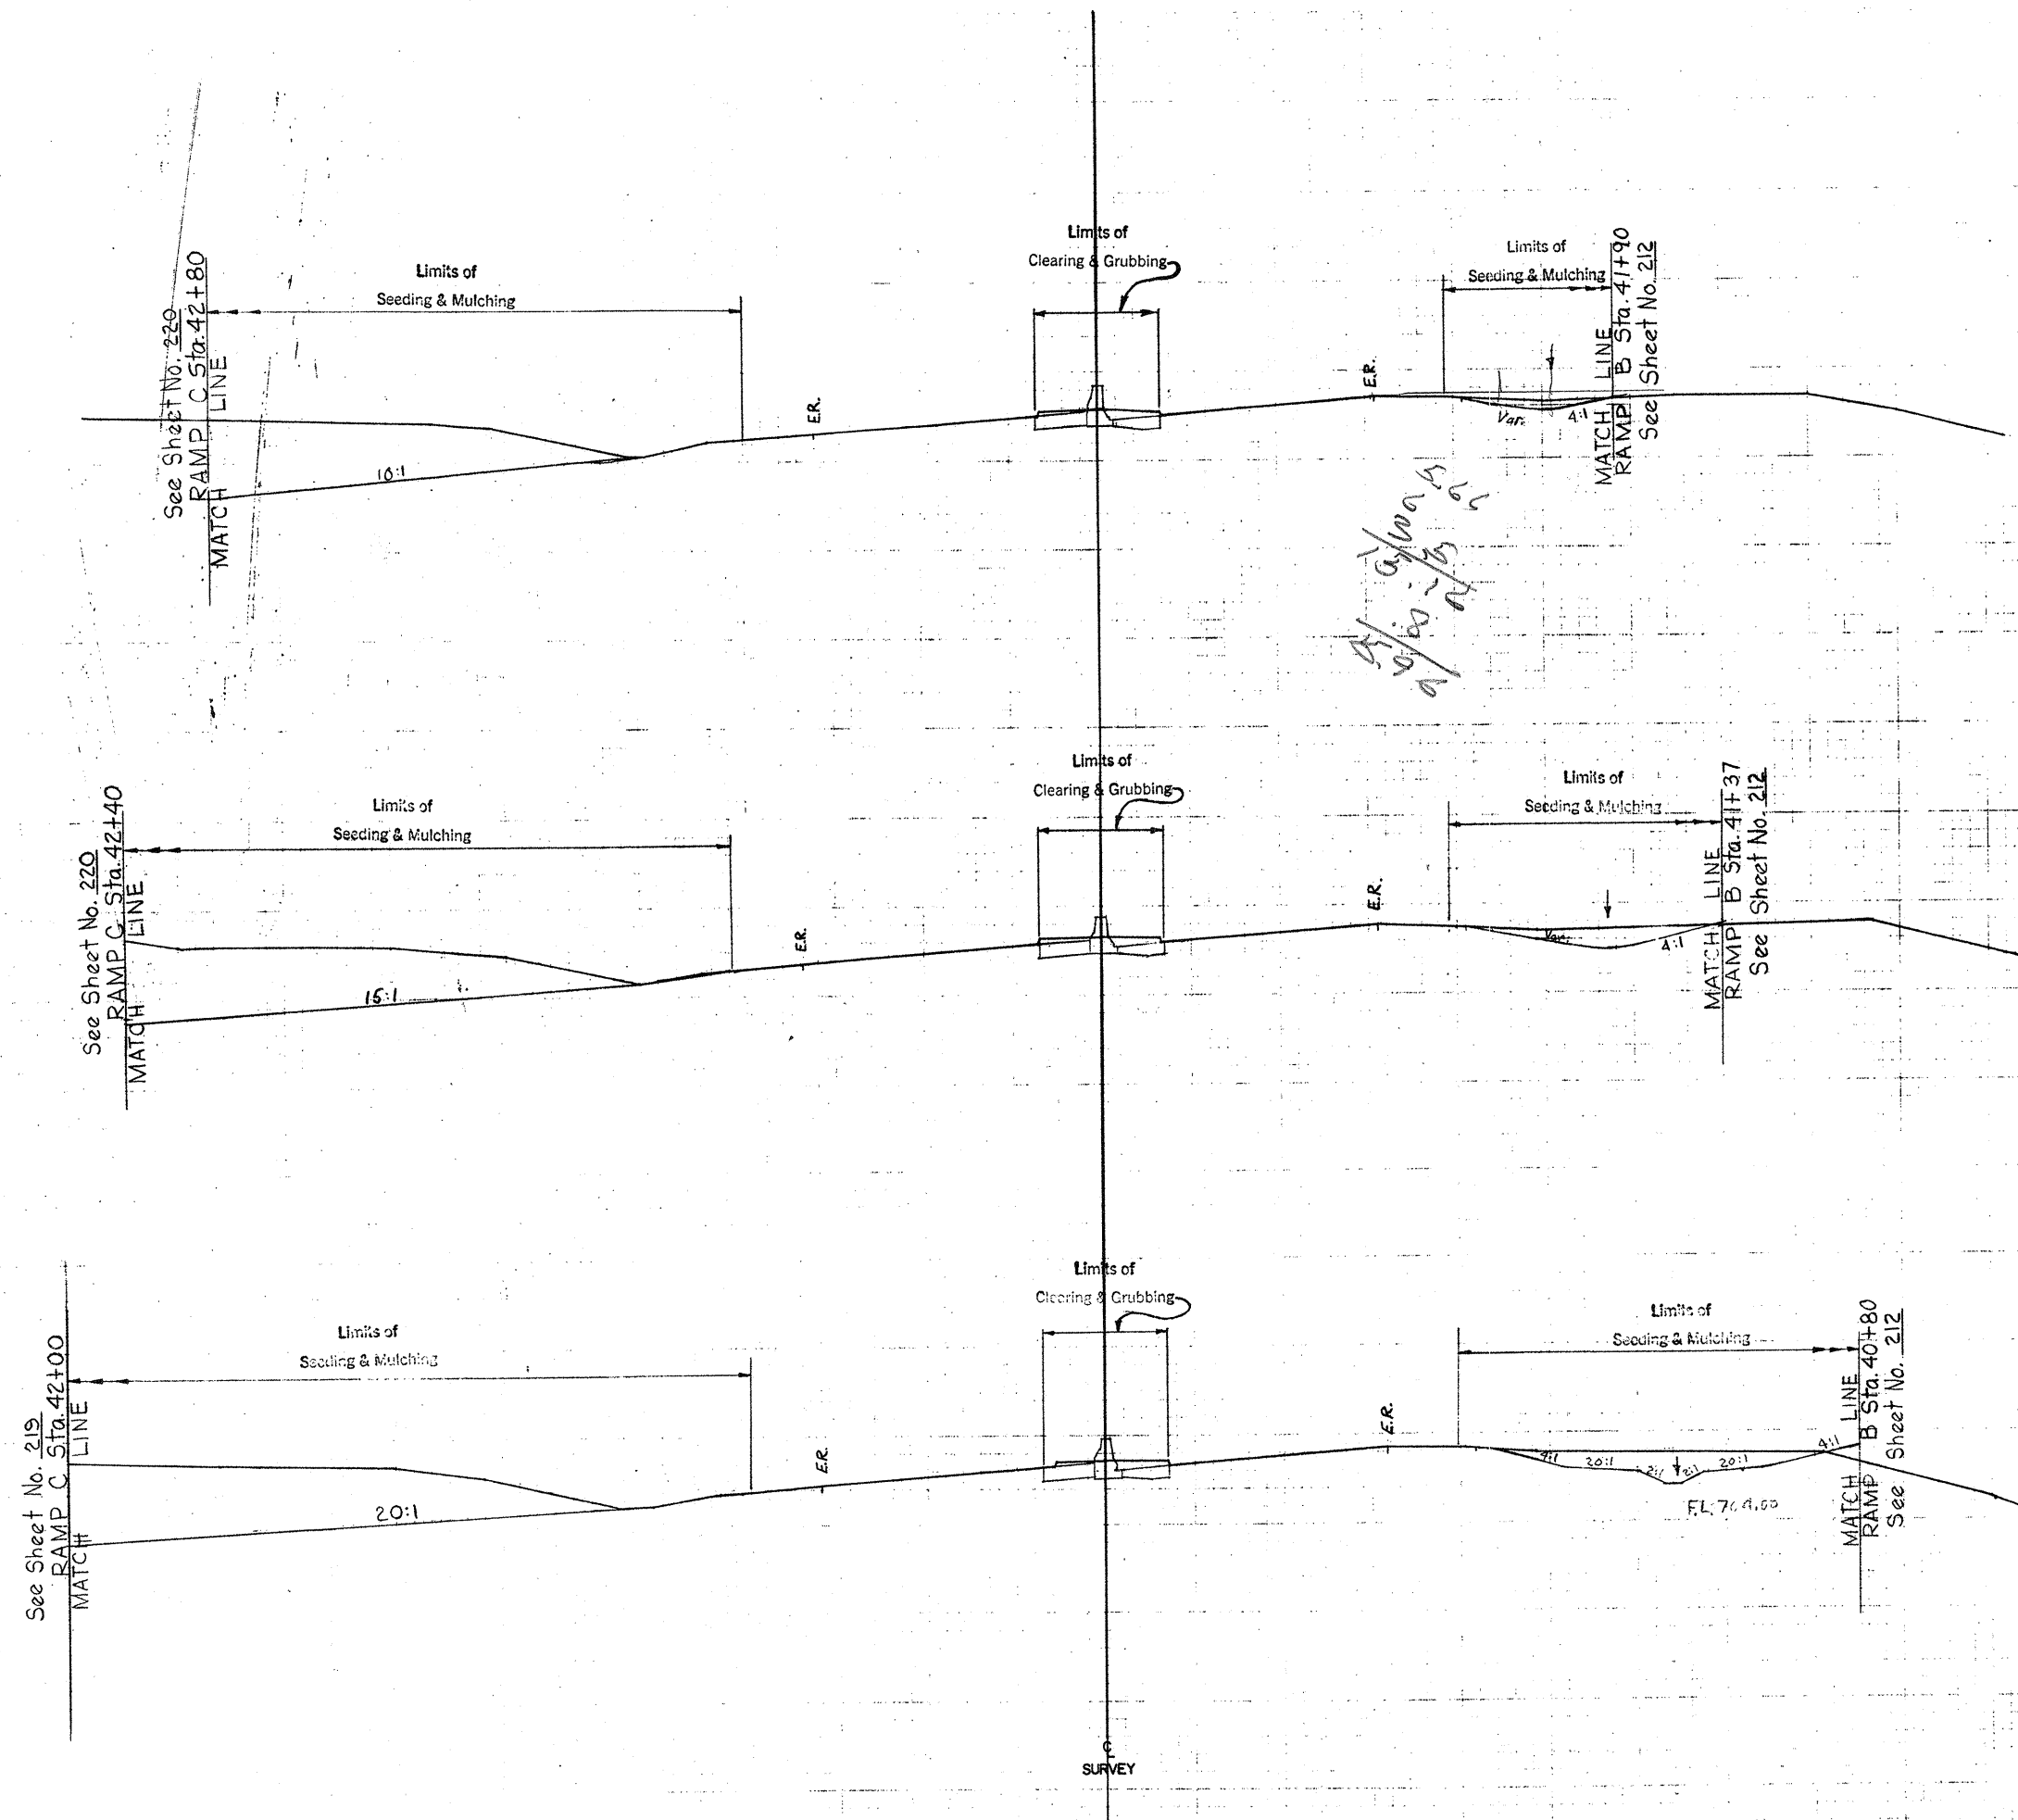 Limits of
Clearing & Grubbing
Limits of
Seeding & Mulching
Limits of
Seeding & Mulching
See Sheet No. 220
RAMP C Sta. 42+80
MATCH LINE
10:1
E.R.
E.R.
Var.
4:1
MATCH LINE
RAMP B Sta. 41+90
See Sheet No. 212
Limits of
Clearing & Grubbing
Limits of
Seeding & Mulching
Limits of
Seeding & Mulching
See Sheet No. 220
RAMP C Sta. 42+40
MATCH LINE
15:1
E.R.
E.R.
Var.
4:1
MATCH LINE
RAMP B Sta. 41+37
See Sheet No. 212
Limits of
Clearing & Grubbing
Limits of
Seeding & Mulching
Limits of
Seeding & Mulching
See Sheet No. 219
RAMP C Sta. 42+00
MATCH LINE
20:1
E.R.
E.R.
4:1
20:1
2:1
2:1
20:1
4:1
F.L.
MATCH LINE
RAMP B Sta. 40+80
See Sheet No. 212
SURVEY